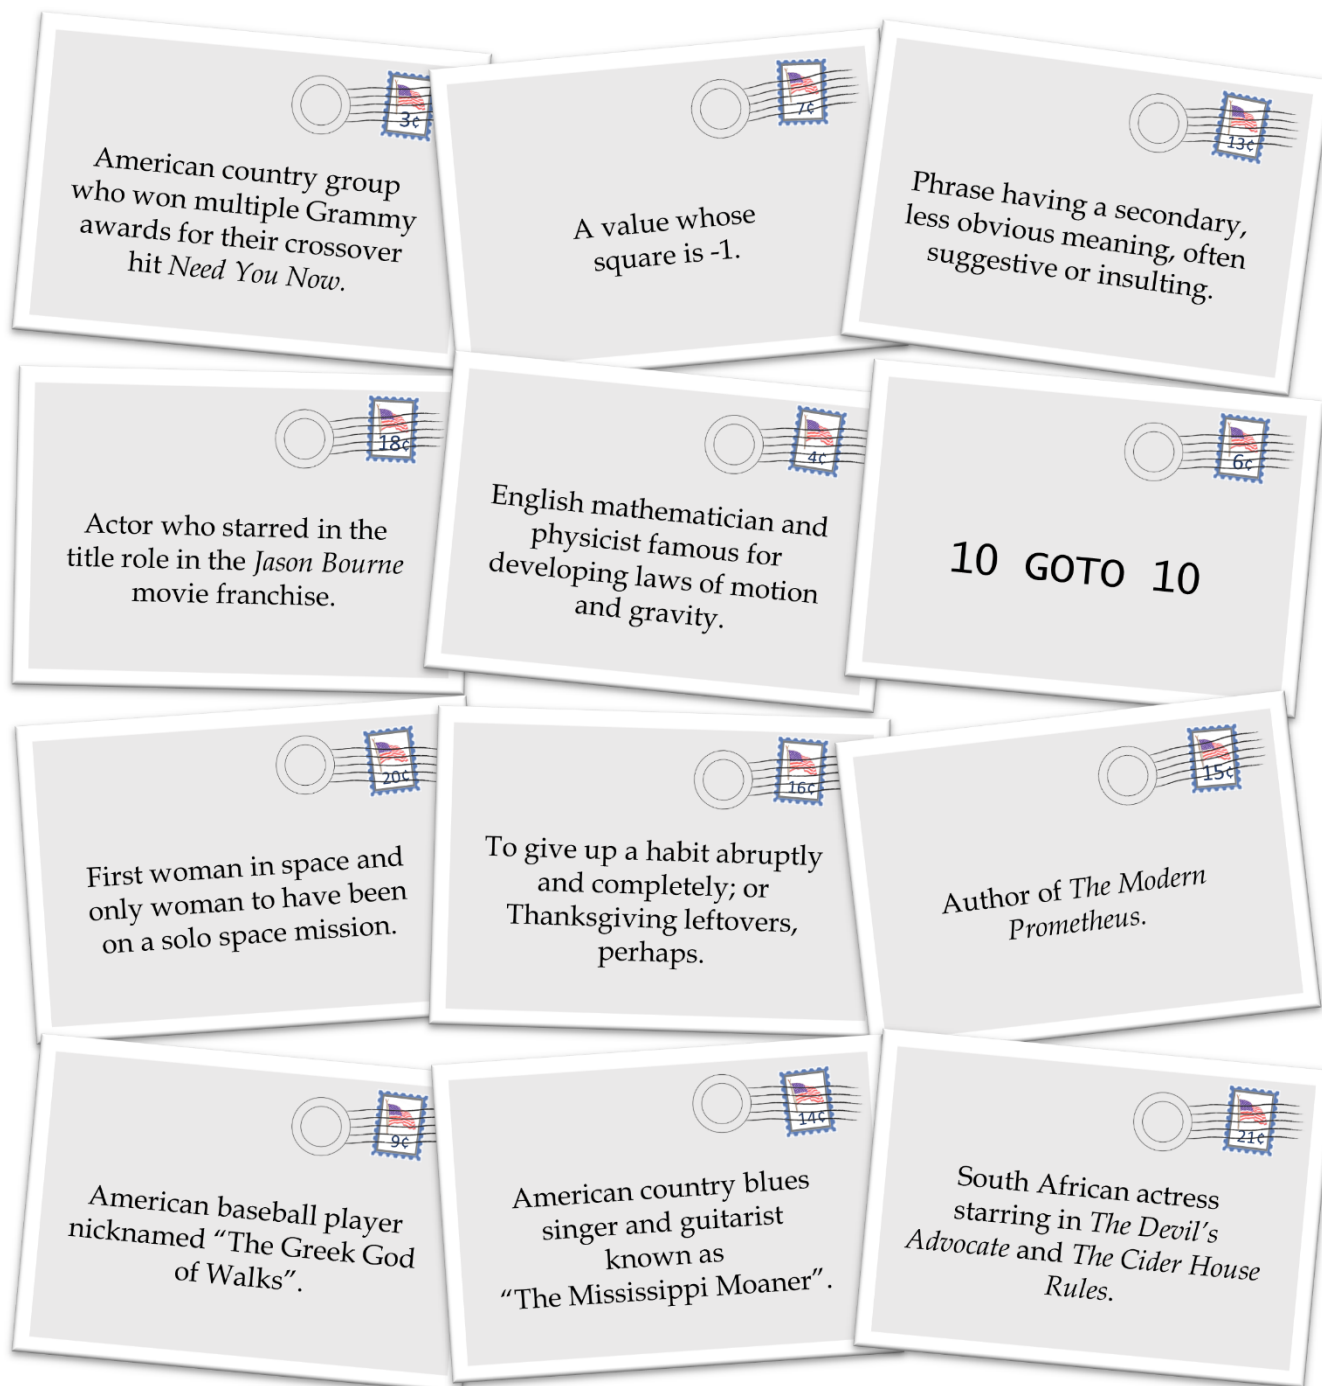 3¢
American country group
who won multiple Grammy
awards for their crossover
hit Need You Now.
7¢
A value whose
square is -1.
13¢
Phrase having a secondary,
less obvious meaning, often
suggestive or insulting.
18¢
Actor who starred in the
title role in the Jason Bourne
movie franchise.
4¢
English mathematician and
physicist famous for
developing laws of motion
and gravity.
6¢
10 GOTO 10
20¢
First woman in space and
only woman to have been
on a solo space mission.
16¢
To give up a habit abruptly
and completely; or
Thanksgiving leftovers,
perhaps.
15¢
Author of The Modern
Prometheus.
9¢
American baseball player
nicknamed “The Greek God
of Walks”.
14¢
American country blues
singer and guitarist
known as
“The Mississippi Moaner”.
21¢
South African actress
starring in The Devil’s
Advocate and The Cider House
Rules.